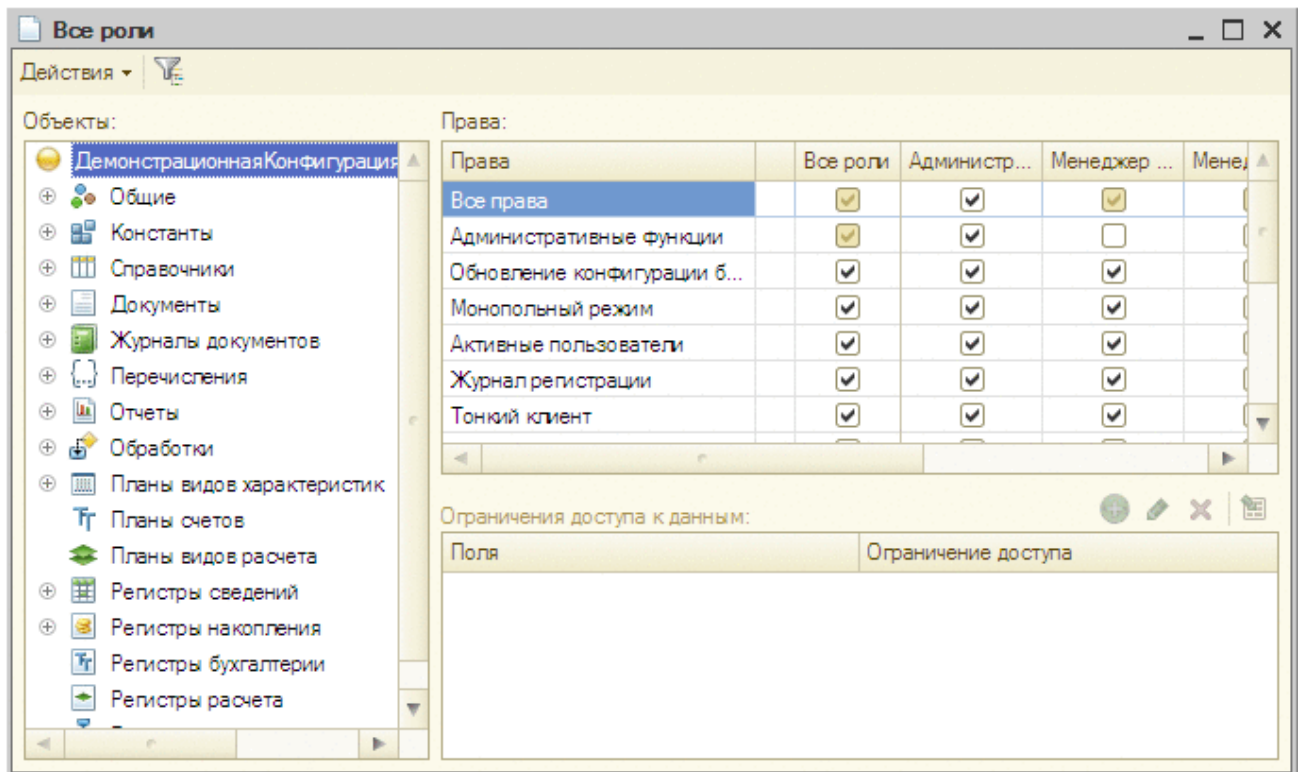 Все роли
Действия
Объекты:
ДемонстрационнаяКонфигурация
Общие
Константы
Справочники
Документы
Журналы документов
Перечисления
Отчеты
Обработки
Планы видов характеристик
Планы счетов
Планы видов расчета
Регистры сведений
Регистры накопления
Регистры бухгалтерии
Регистры расчета
Права:
Права Все роли Администр... Менеджер ... Менед
Все права
Административные функции
Обновление конфигурации б...
Монопольный режим
Активные пользователи
Журнал регистрации
Тонкий клиент
Ограничения доступа к данным:
Поля Ограничение доступа